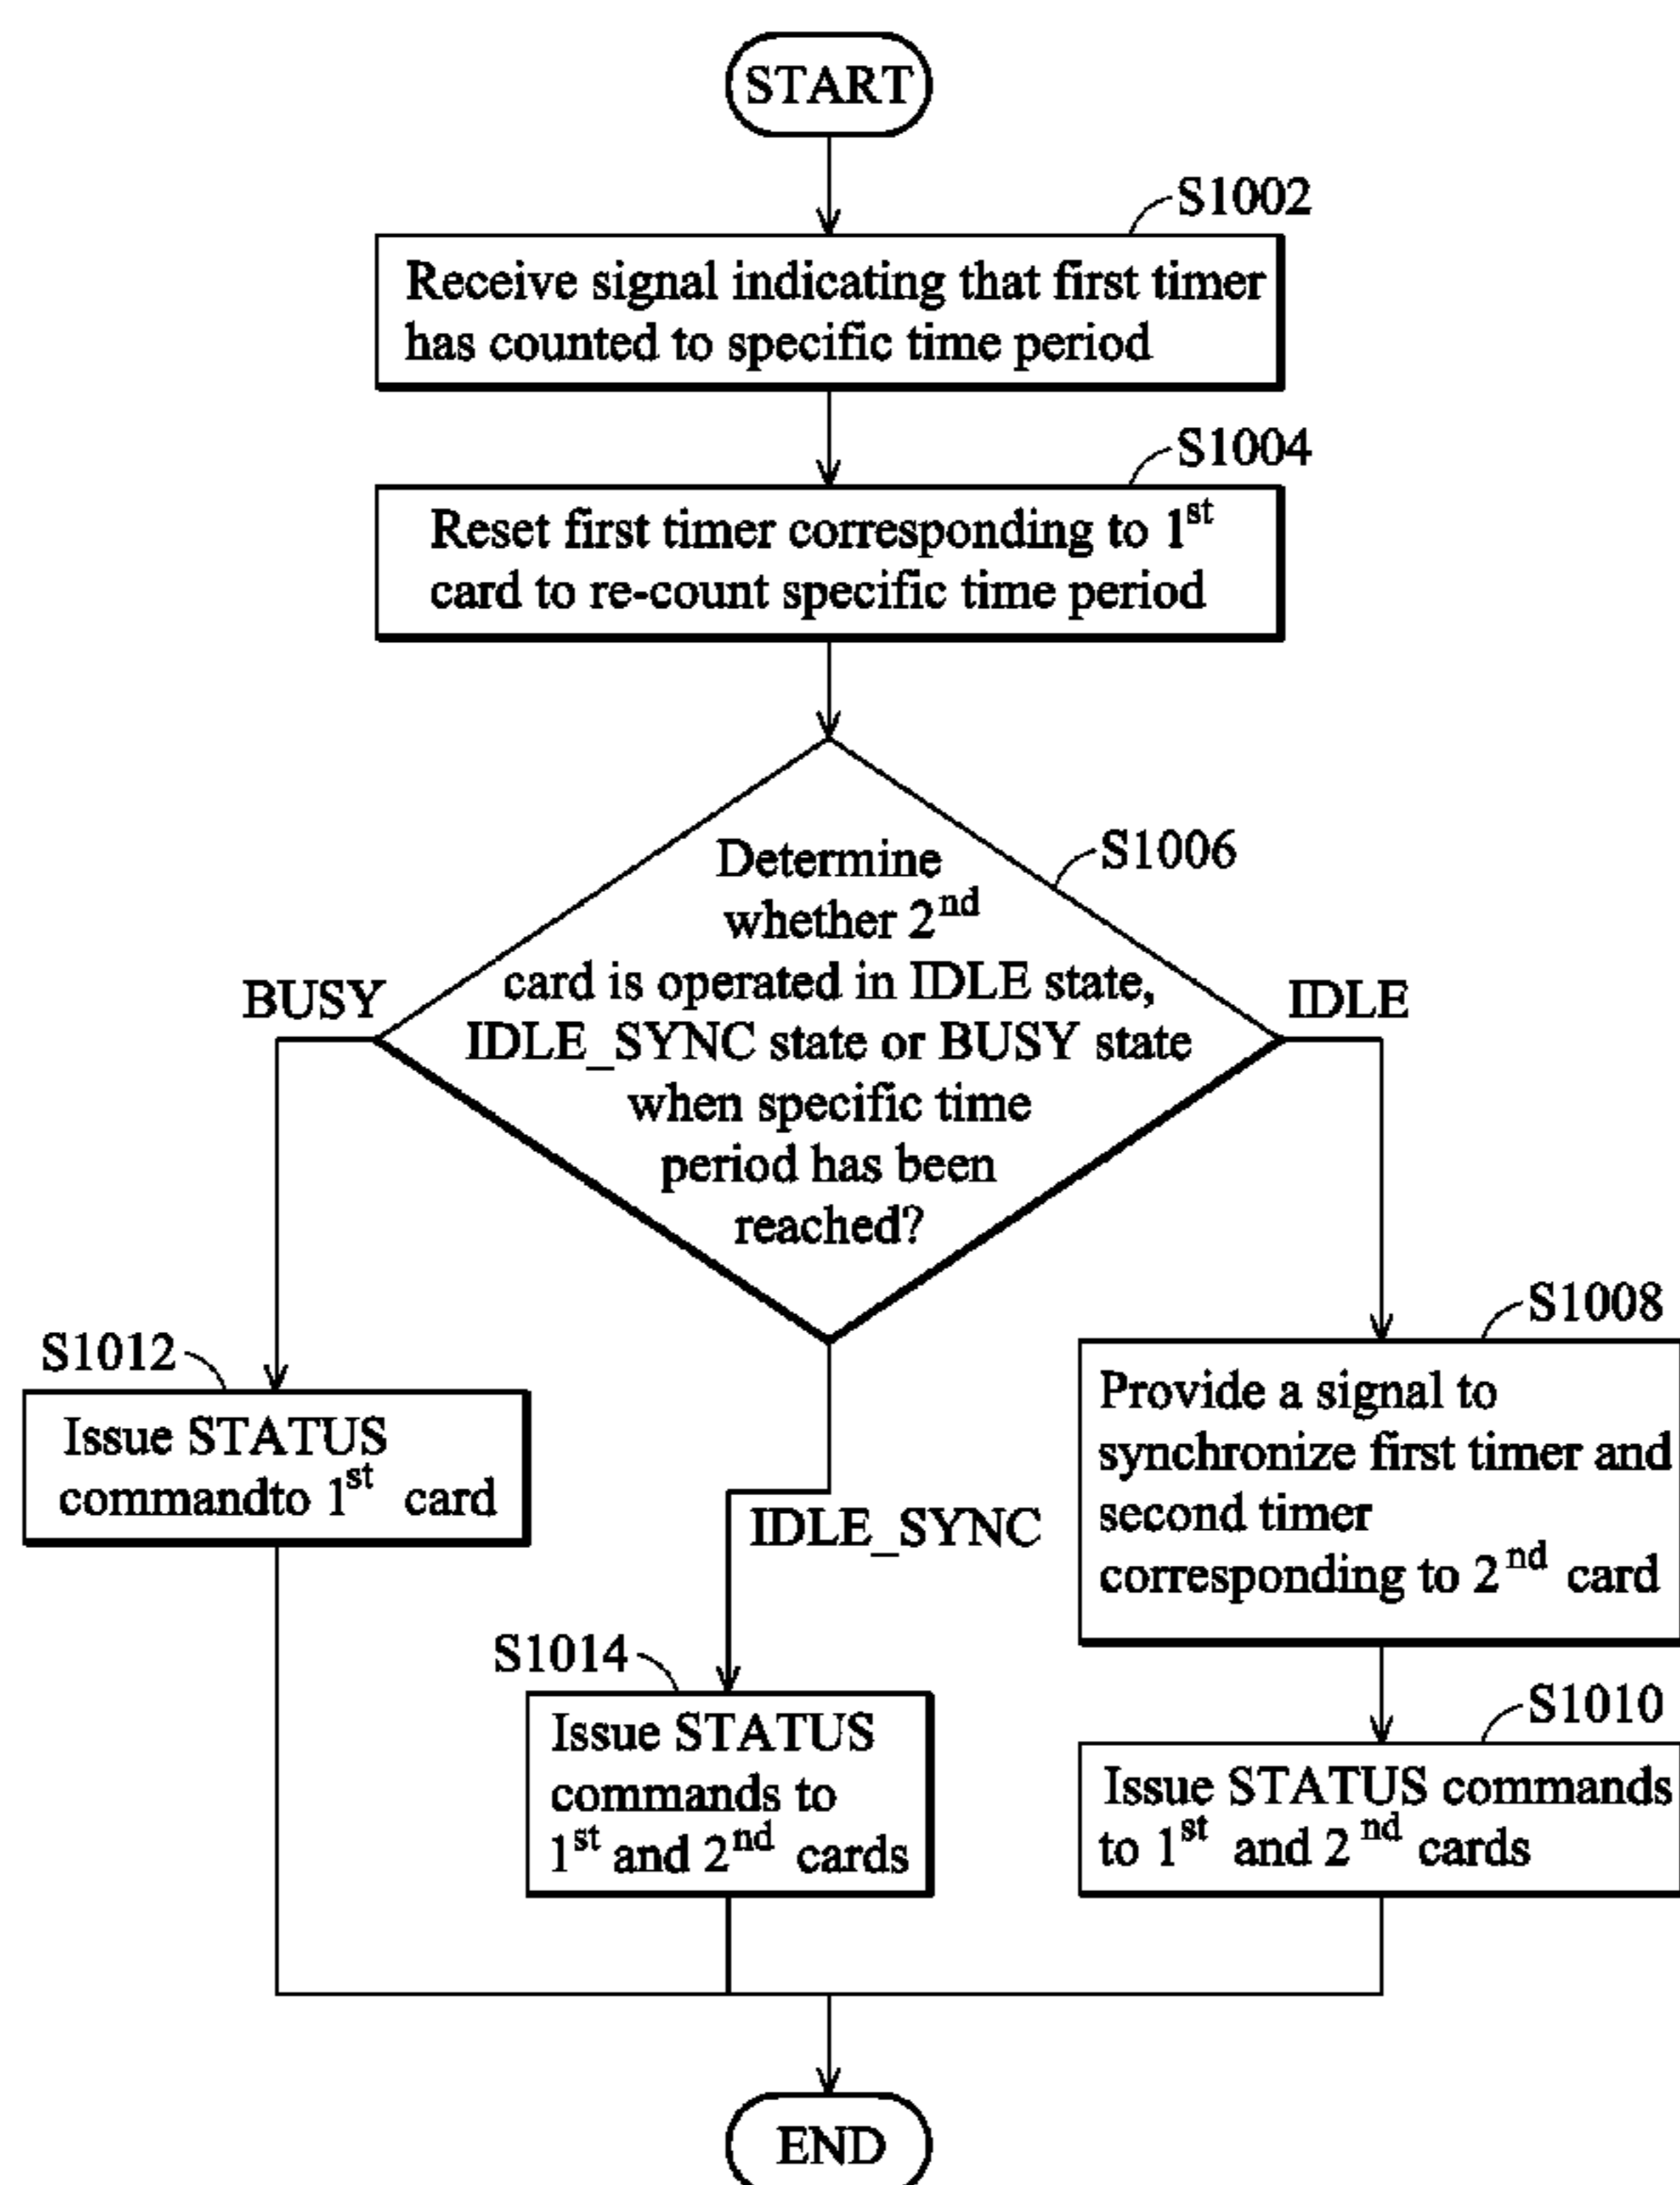 START
S1002
Receive signal indicating that first timer
has counted to specific time period
S1004
Reset first timer corresponding to 1st
card to re-count specific time period
S1006
Determine
whether 2nd
card is operated in IDLE state,
IDLE_SYNC state or BUSY state
when specific time
period has been
reached?
BUSY
IDLE
S1012
Issue STATUS
commandto 1st card
IDLE_SYNC
S1014
Issue STATUS
commands to
1st and 2nd cards
S1008
Provide a signal to
synchronize first timer and
second timer
corresponding to 2nd card
S1010
Issue STATUS commands
to 1st and 2nd cards
END